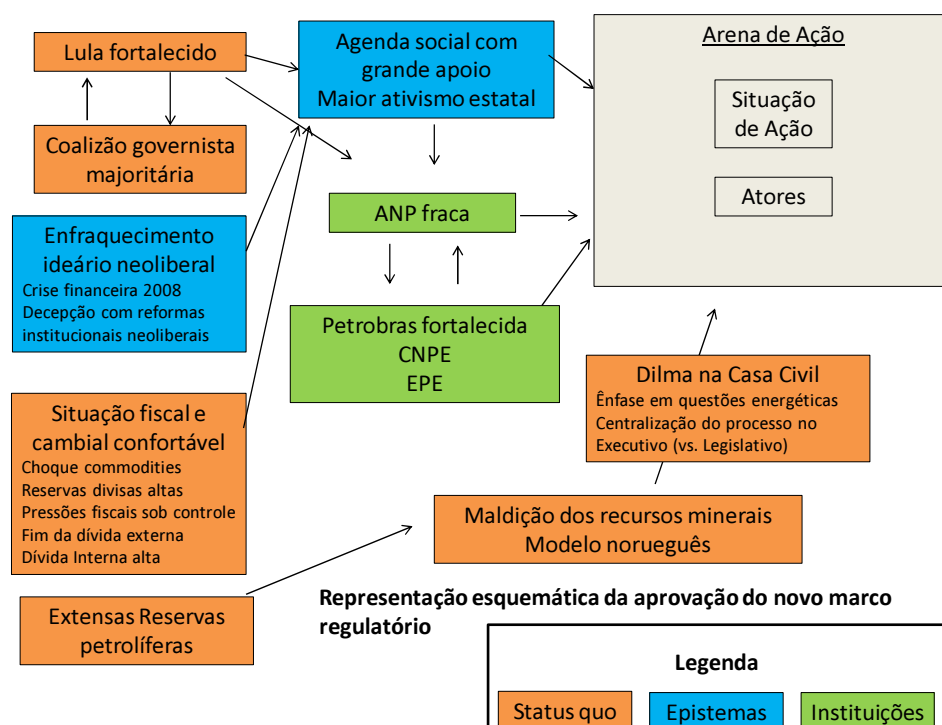 Lula fortalecido
Coalizão governista
majoritária
Agenda social com
grande apoio
Maior ativismo estatal
Arena de Ação
Situação
de Ação
Atores
ANP fraca
Enfraquecimento
ideário neoliberal
Crise financeira 2008
Decepção com reformas
institucionais neoliberais
Petrobras fortalecida
CNPE
EPE
Dilma na Casa Civil
Ênfase em questões energéticas
Centralização do processo no
Executivo (vs. Legislativo)
Situação fiscal e
cambial confortável
Choque commodities
Reservas divisas altas
Pressões fiscais sob controle
Fim da dívida externa
Dívida Interna alta
Maldição dos recursos minerais
Modelo norueguês
Extensas Reservas
petrolíferas
Representação esquemática da aprovação do novo marco
regulatório
Legenda
Status quo
Epistemas
Instituições